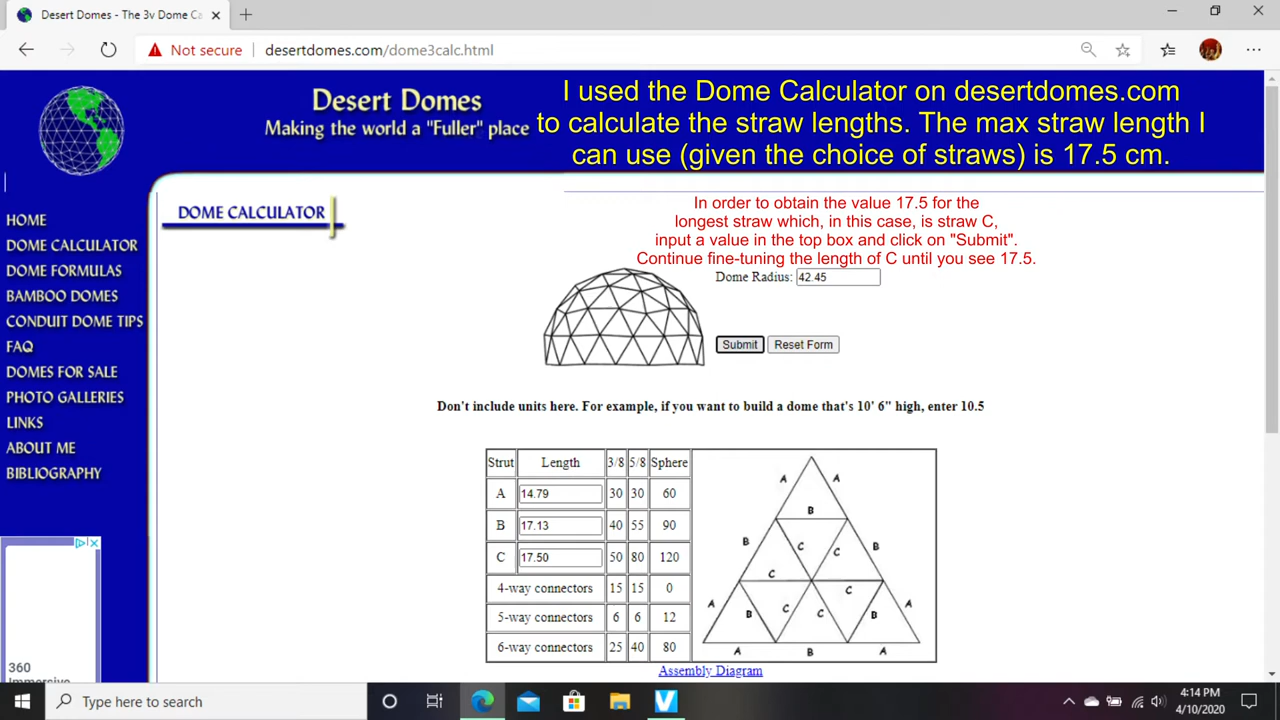 Desert Domes - The 3v Dome Ca
Not secure
desertdomes.com/dome3calc.html
Desert Domes
Making the world a "Fuller" place
I used the Dome Calculator on desertdomes.com
to calculate the straw lengths. The max straw length I
can use (given the choice of straws) is 17.5 cm.
HOME
DOME CALCULATOR
DOME FORMULAS
BAMBOO DOMES
CONDUIT DOME TIPS
FAQ
DOMES FOR SALE
PHOTO GALLERIES
LINKS
ABOUT ME
BIBLIOGRAPHY
360
DOME CALCULATOR
In order to obtain the value 17.5 for the
longest straw which, in this case, is straw C,
input a value in the top box and click on "Submit".
Continue fine-tuning the length of C until you see 17.5.
Dome Radius: 42.45
Submit Reset Form
Don't include units here. For example, if you want to build a dome that's 10' 6" high, enter 10.5
Strut Length 3/8 5/8 Sphere
A 14.79 30 30 60
B 17.13 40 55 90
C 17.50 50 80 120
4-way connectors 15 15 0
5-way connectors 6 6 12
6-way connectors 25 40 80
A A
B
B C C B
C C
A B C C B A
A B A
Assembly Diagram
Type here to search
4:14 PM
4/10/2020